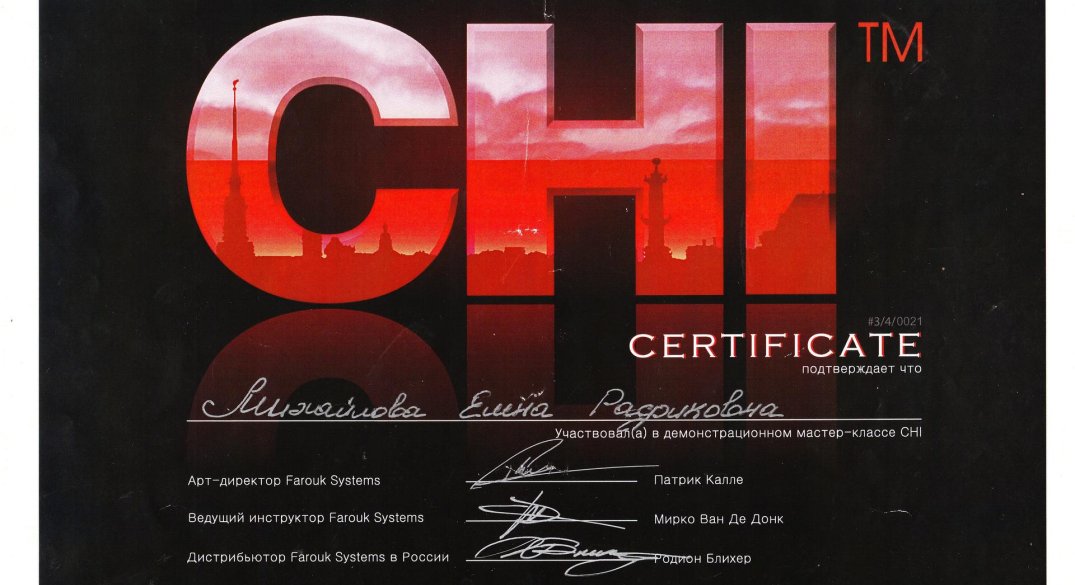 CHI™
#3/4/0021
CERTIFICATE
подтверждает что
Михайлова Елена Радриковна
Участвовал(а) в демонстрационном мастер-классе CHI
Арт-директор Farouk Systems Патрик Калле
Ведущий инструктор Farouk Systems Мирко Ван Де Донк
Дистрибьютор Farouk Systems в России Родион Блихер